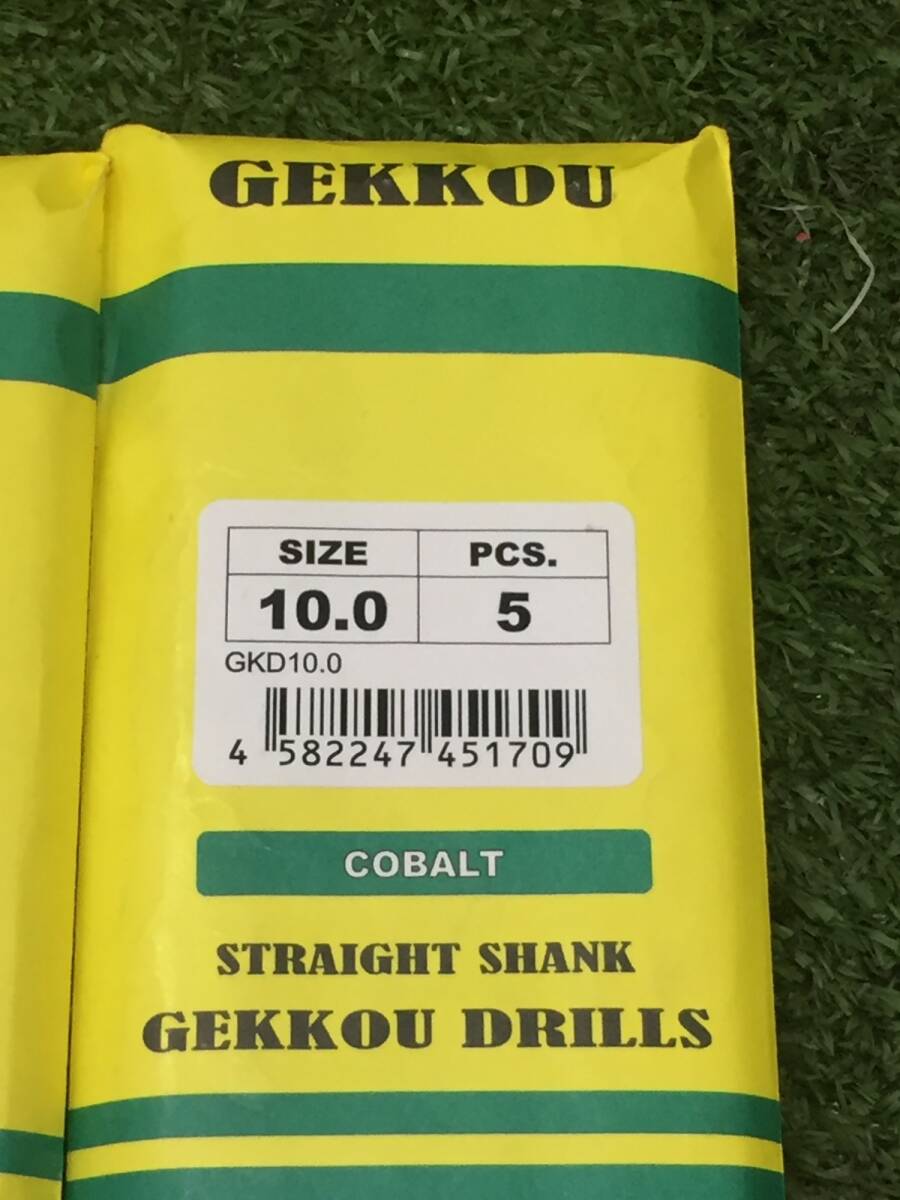 GEKKOU
SIZE PCS.
10.0 5
GKD10.0
4 582247 451709
COBALT
STRAIGHT SHANK
GEKKOU DRILLS